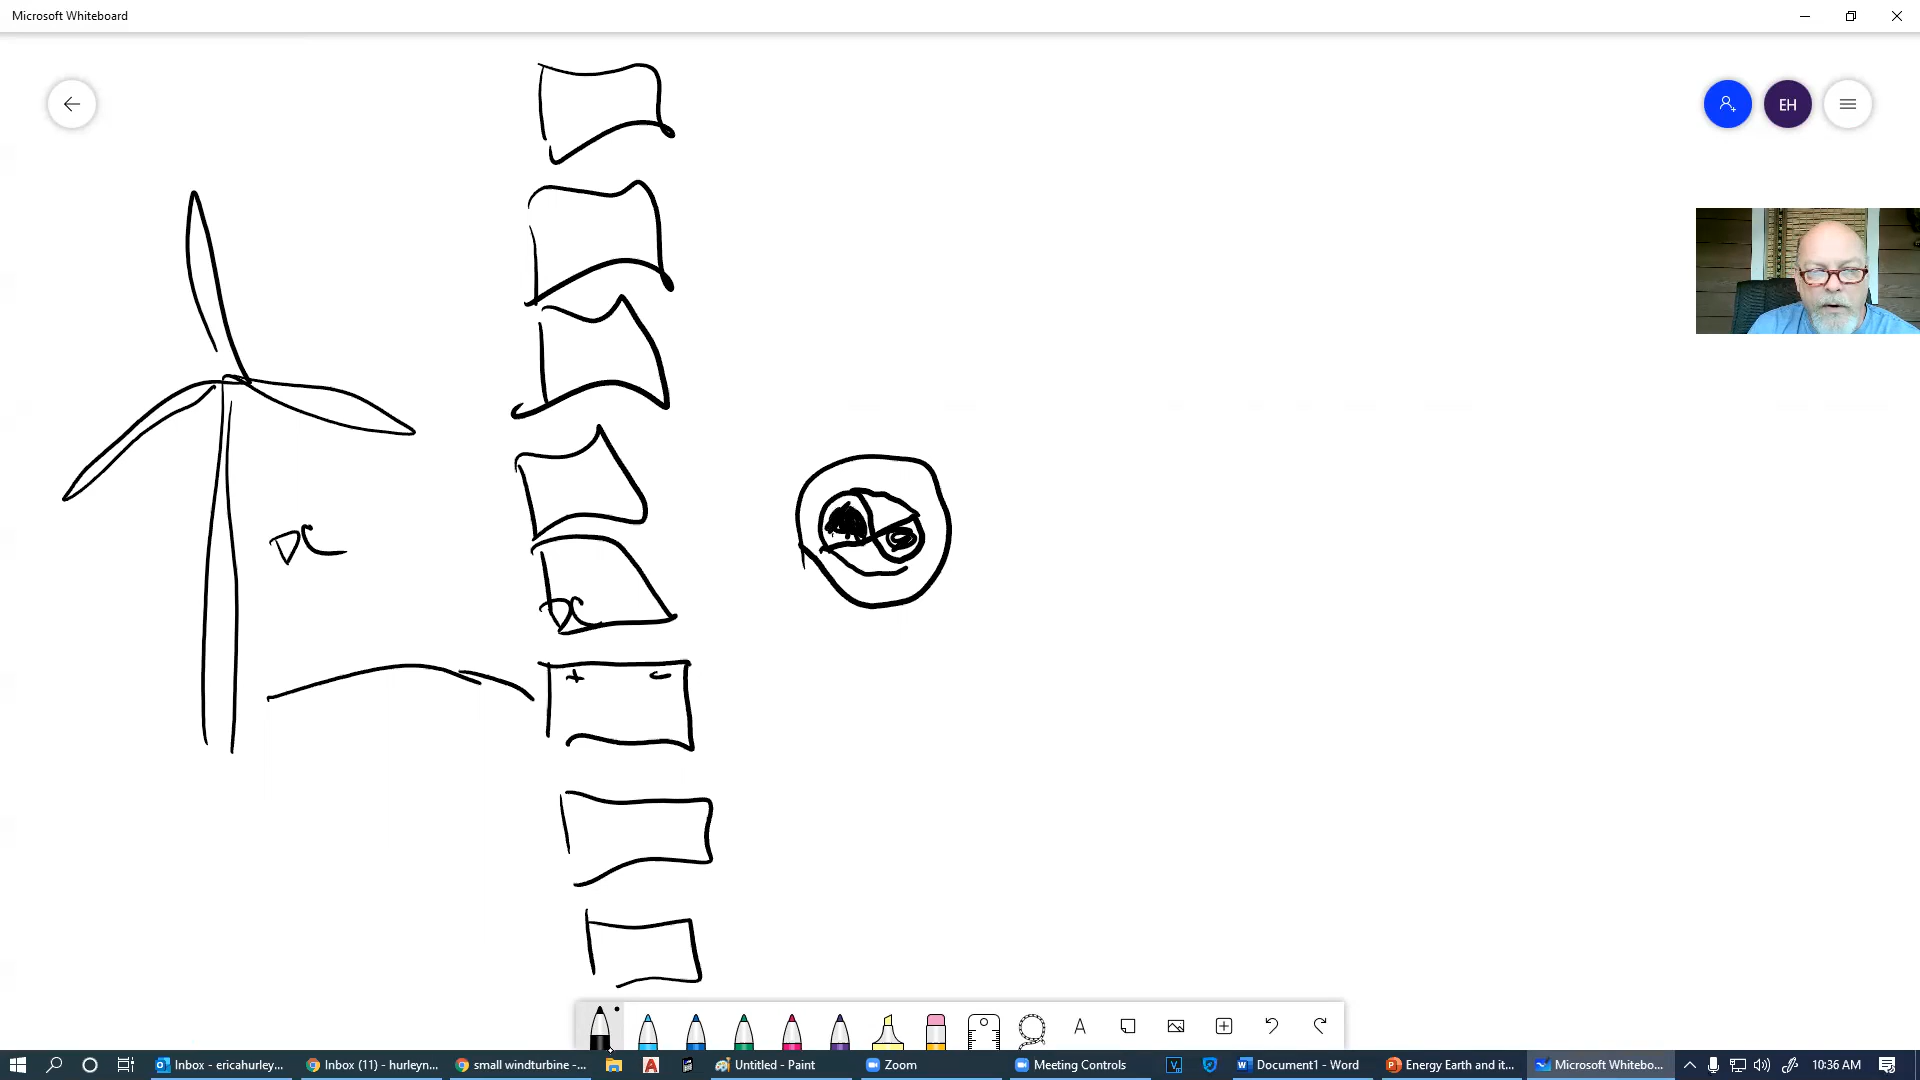 Microsoft Whiteboard
EH
DC
DC
+ -
A
Inbox - ericahurley...
Inbox (11) - hurleyn...
small windturbine -...
Untitled - Paint
Zoom
Meeting Controls
Document1 - Word
Energy Earth and it...
Microsoft Whitebo...
10:36 AM